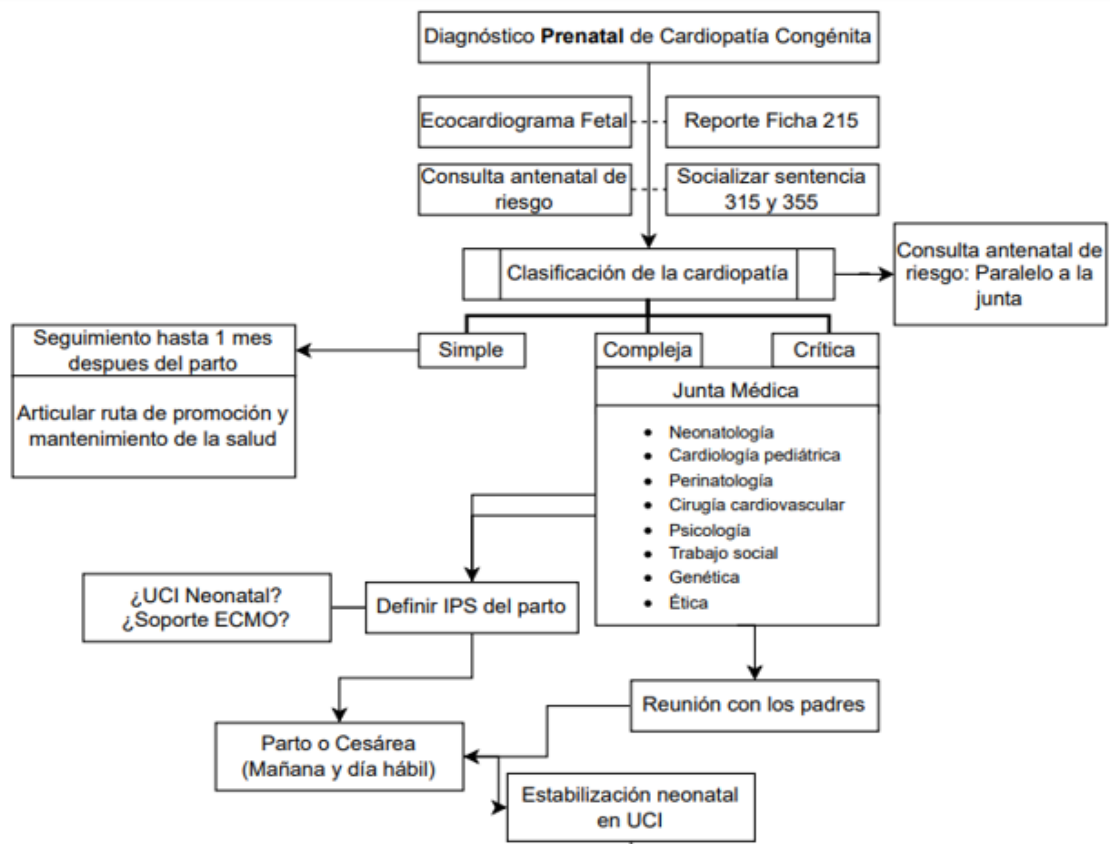 Diagnóstico Prenatal de Cardiopatía Congénita
Ecocardiograma Fetal
Reporte Ficha 215
Consulta antenatal de
riesgo
Socializar sentencia
315 y 355
Clasificación de la cardiopatía
Consulta antenatal de
riesgo: Paralelo a la
junta
Seguimiento hasta 1 mes
despues del parto
Articular ruta de promoción y
mantenimiento de la salud
Simple
Compleja
Crítica
Junta Médica
• Neonatología
• Cardiología pediátrica
• Perinatología
• Cirugía cardiovascular
• Psicología
• Trabajo social
• Genética
• Ética
¿UCI Neonatal?
¿Soporte ECMO?
Definir IPS del parto
Reunión con los padres
Parto o Cesárea
(Mañana y día hábil)
Estabilización neonatal
en UCI